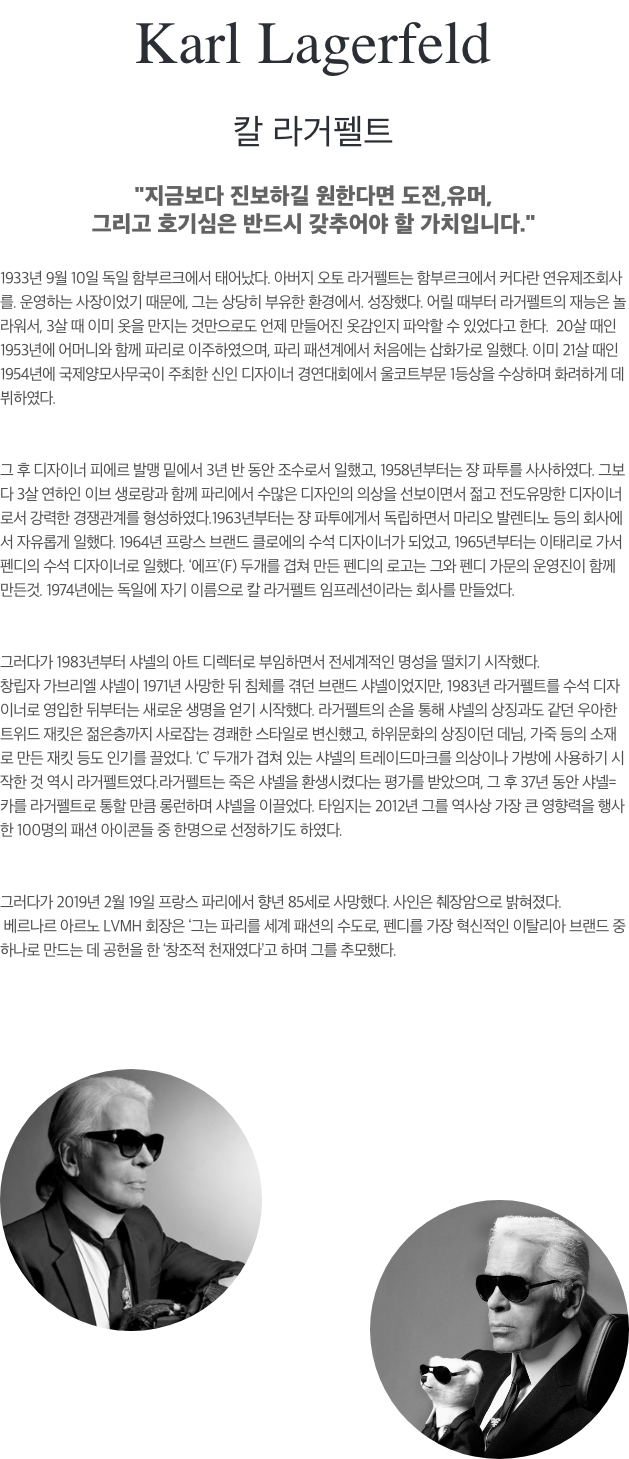 Karl Lagerfeld
칼 라거펠트
"지금보다 진보하길 원한다면 도전,유머,
그리고 호기심은 반드시 갖추어야 할 가치입니다."
1933년 9월 10일 독일 함부르크에서 태어났다. 아버지 오토 라거펠트는 함부르크에서 커다란 연유제조회사
를. 운영하는 사장이었기 때문에, 그는 상당히 부유한 환경에서. 성장했다. 어릴 때부터 라거펠트의 재능은 놀
라워서, 3살 때 이미 옷을 만지는 것만으로도 언제 만들어진 옷감인지 파악할 수 있었다고 한다.  20살 때인
1953년에 어머니와 함께 파리로 이주하였으며, 파리 패션계에서 처음에는 삽화가로 일했다. 이미 21살 때인
1954년에 국제양모사무국이 주최한 신인 디자이너 경연대회에서 울코트부문 1등상을 수상하며 화려하게 데
뷔하였다.
그 후 디자이너 피에르 발맹 밑에서 3년 반 동안 조수로서 일했고, 1958년부터는 쟝 파투를 사사하였다. 그보
다 3살 연하인 이브 생로랑과 함께 파리에서 수많은 디자인의 의상을 선보이면서 젊고 전도유망한 디자이너
로서 강력한 경쟁관계를 형성하였다.1963년부터는 쟝 파투에게서 독립하면서 마리오 발렌티노 등의 회사에
서 자유롭게 일했다. 1964년 프랑스 브랜드 클로에의 수석 디자이너가 되었고, 1965년부터는 이태리로 가서
펜디의 수석 디자이너로 일했다. ‘에프’(F) 두개를 겹쳐 만든 펜디의 로고는 그와 펜디 가문의 운영진이 함께
만든것. 1974년에는 독일에 자기 이름으로 칼 라거펠트 임프레션이라는 회사를 만들었다.
그러다가 1983년부터 샤넬의 아트 디렉터로 부임하면서 전세계적인 명성을 떨치기 시작했다.
창립자 가브리엘 샤넬이 1971년 사망한 뒤 침체를 겪던 브랜드 샤넬이었지만, 1983년 라거펠트를 수석 디자
이너로 영입한 뒤부터는 새로운 생명을 얻기 시작했다. 라거펠트의 손을 통해 샤넬의 상징과도 같던 우아한
트위드 재킷은 젊은층까지 사로잡는 경쾌한 스타일로 변신했고, 하위문화의 상징이던 데님, 가죽 등의 소재
로 만든 재킷 등도 인기를 끌었다. ‘C’ 두개가 겹쳐 있는 샤넬의 트레이드마크를 의상이나 가방에 사용하기 시
작한 것 역시 라거펠트였다.라거펠트는 죽은 샤넬을 환생시켰다는 평가를 받았으며, 그 후 37년 동안 샤넬=
카를 라거펠트로 통할 만큼 롱런하며 샤넬을 이끌었다. 타임지는 2012년 그를 역사상 가장 큰 영향력을 행사
한 100명의 패션 아이콘들 중 한명으로 선정하기도 하였다.
그러다가 2019년 2월 19일 프랑스 파리에서 향년 85세로 사망했다. 사인은 췌장암으로 밝혀졌다.
베르나르 아르노 LVMH 회장은 ‘그는 파리를 세계 패션의 수도로, 펜디를 가장 혁신적인 이탈리아 브랜드 중
하나로 만드는 데 공헌을 한 ‘창조적 천재였다’고 하며 그를 추모했다.